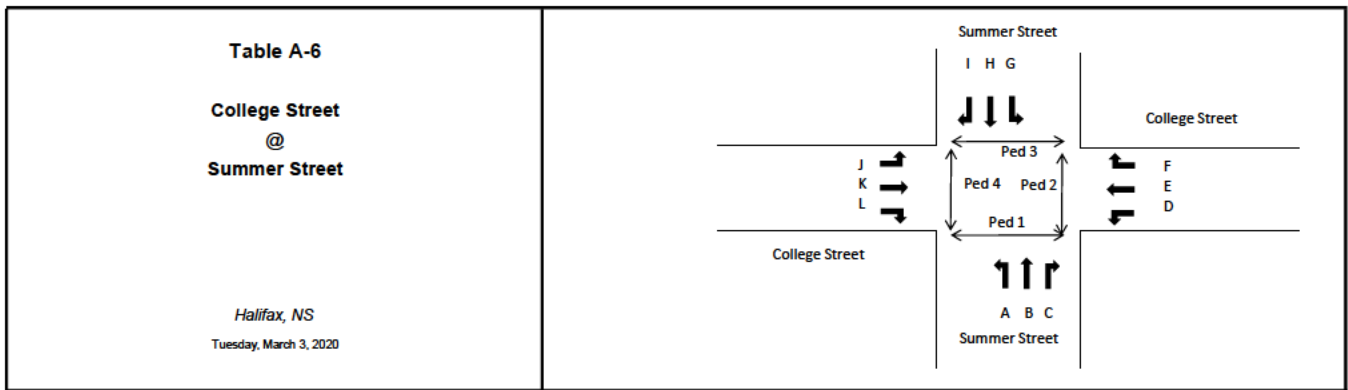 Table A-6
College Street
@
Summer Street
Halifax, NS
Tuesday, March 3, 2020
Summer Street
I H G
College Street
Ped 3
J
K
L
Ped 4 Ped 2
F
E
D
Ped 1
College Street
A B C
Summer Street